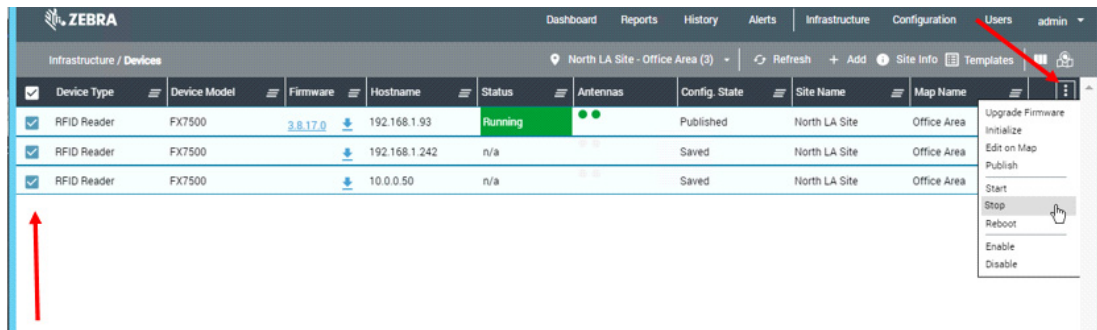 ZEBRA
Dashboard Reports History Alerts Infrastructure Configuration Users admin
Infrastructure / Devices North LA Site - Office Area (3) Refresh + Add Site Info Templates
Device Type Device Model Firmware Hostname Status Antennas Config. State Site Name Map Name
RFID Reader FX7500 3.8.17.0 192.168.1.93 Running Published North LA Site Office Area
RFID Reader FX7500 192.168.1.242 n/a Saved North LA Site Office Area
RFID Reader FX7500 10.0.0.50 n/a Saved North LA Site Office Area
Upgrade Firmware
Initialize
Edit on Map
Publish
Start
Stop
Reboot
Enable
Disable